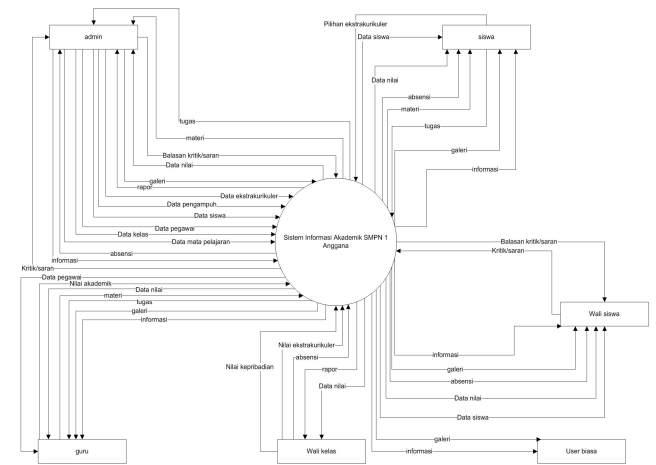 Pilihan ekstrakurikuler
admin
Data siswa
siswa
Data nilai
absensi
materi
tugas
tugas
materi
galeri
Balasan kritik/saran
Data nilai
informasi
galeri
rapor
Data ekstrakurikuler
Data pengampuh
Data siswa
Data pegawai
Data kelas
Data mata pelajaran
Sistem Informasi Akademik SMPN 1
Anggana
Balasan kritik/saran
Kritik/saran
absensi
informasi
Kritik/saran
Data pegawai
Nilai akademik
Data nilai
materi
tugas
galeri
informasi
Wali siswa
Nilai ekstrakurikuler
absensi
Nilai kepribadian
rapor
Data nilai
informasi
galeri
absensi
Data nilai
Data siswa
guru
Wali kelas
galeri
informasi
User biasa